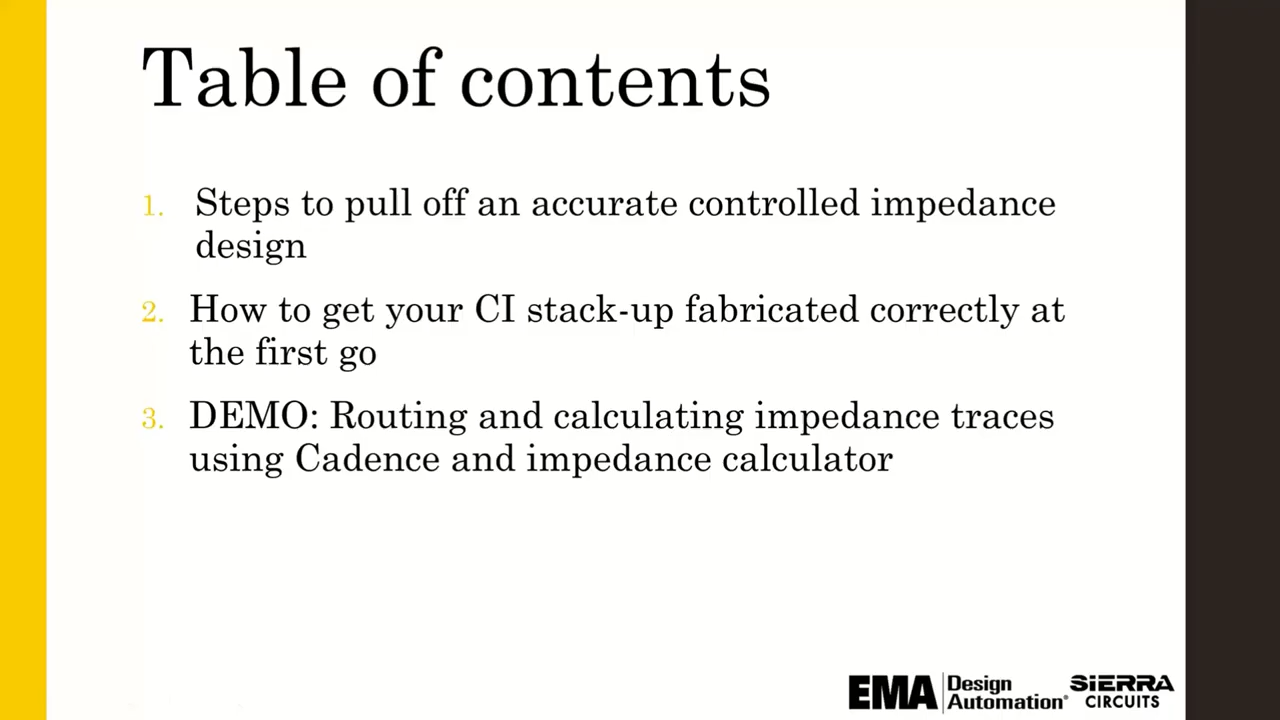 Table of contents
1. Steps to pull off an accurate controlled impedance
design
2. How to get your CI stack-up fabricated correctly at
the first go
3. DEMO: Routing and calculating impedance traces
using Cadence and impedance calculator
EMA Design Automation®
SIERRA CIRCUITS